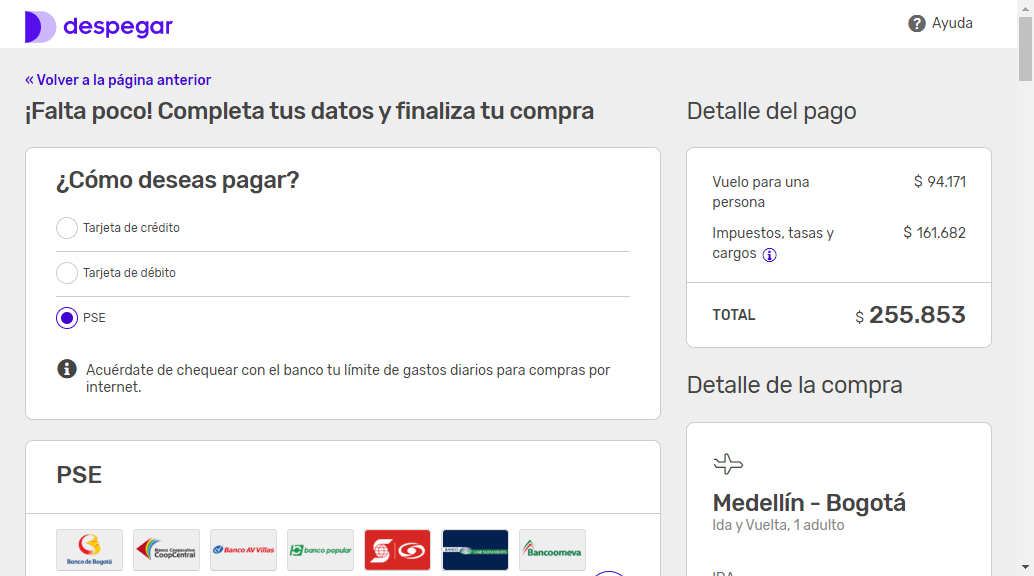 despegar
Ayuda
« Volver a la página anterior
¡Falta poco! Completa tus datos y finaliza tu compra
¿Cómo deseas pagar?
Tarjeta de crédito
Tarjeta de débito
PSE
Acuérdate de chequear con el banco tu límite de gastos diarios para compras por
internet.
PSE
Banco de Bogotá
Banco Cooperativo
CoopCentral
Banco AV Villas
banco popular
Bancoomeva
Detalle del pago
Vuelo para una
persona
$ 94.171
Impuestos, tasas y
cargos
$ 161.682
TOTAL
$ 255.853
Detalle de la compra
Medellín - Bogotá
Ida y Vuelta, 1 adulto
IDA